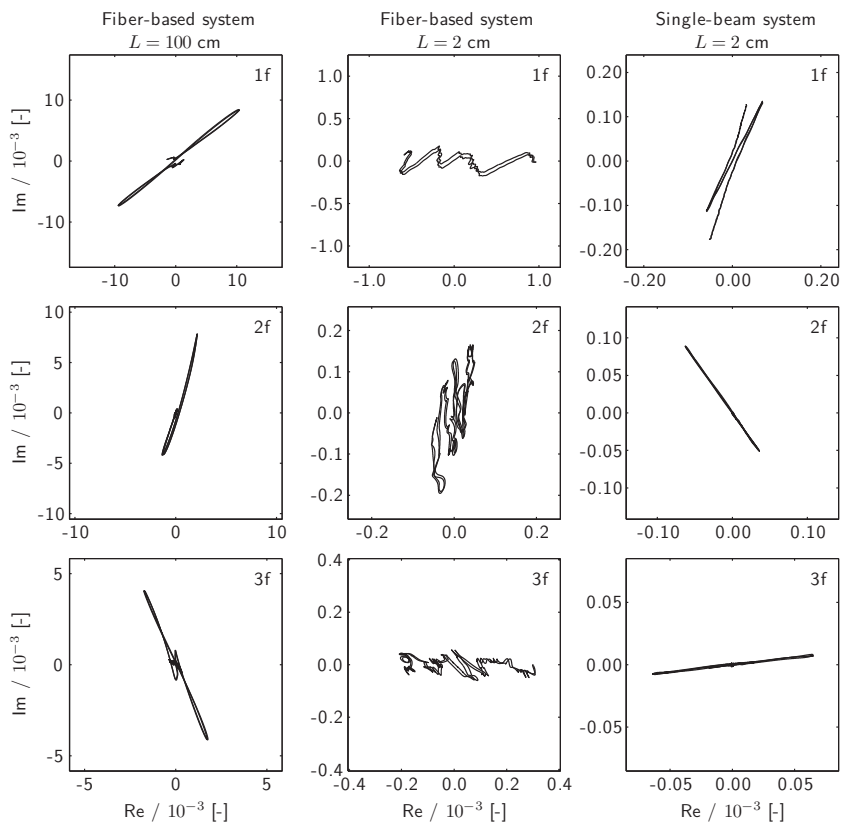 Fiber-based system
L = 100 cm
Fiber-based system
L = 2 cm
Single-beam system
L = 2 cm
Im / 10⁻³ [-]
10
0
-10
1f
-10 0 10
1.0
0.5
0.0
-0.5
-1.0
1f
-1.0 0.0 1.0
0.20
0.10
0.00
-0.10
-0.20
1f
-0.20 0.00 0.20
Im / 10⁻³ [-]
10
5
0
-5
-10
2f
-10 0 10
0.2
0.1
0.0
-0.1
-0.2
2f
-0.2 0.0 0.2
0.10
0.05
0.00
-0.05
-0.10
2f
-0.10 0.00 0.10
Im / 10⁻³ [-]
5
0
-5
3f
-5 0 5
Re / 10⁻³ [-]
0.4
0.2
0.0
-0.2
-0.4
3f
-0.4 -0.2 0.0 0.2 0.4
Re / 10⁻³ [-]
0.05
0.00
-0.05
3f
-0.05 0.00 0.05
Re / 10⁻³ [-]